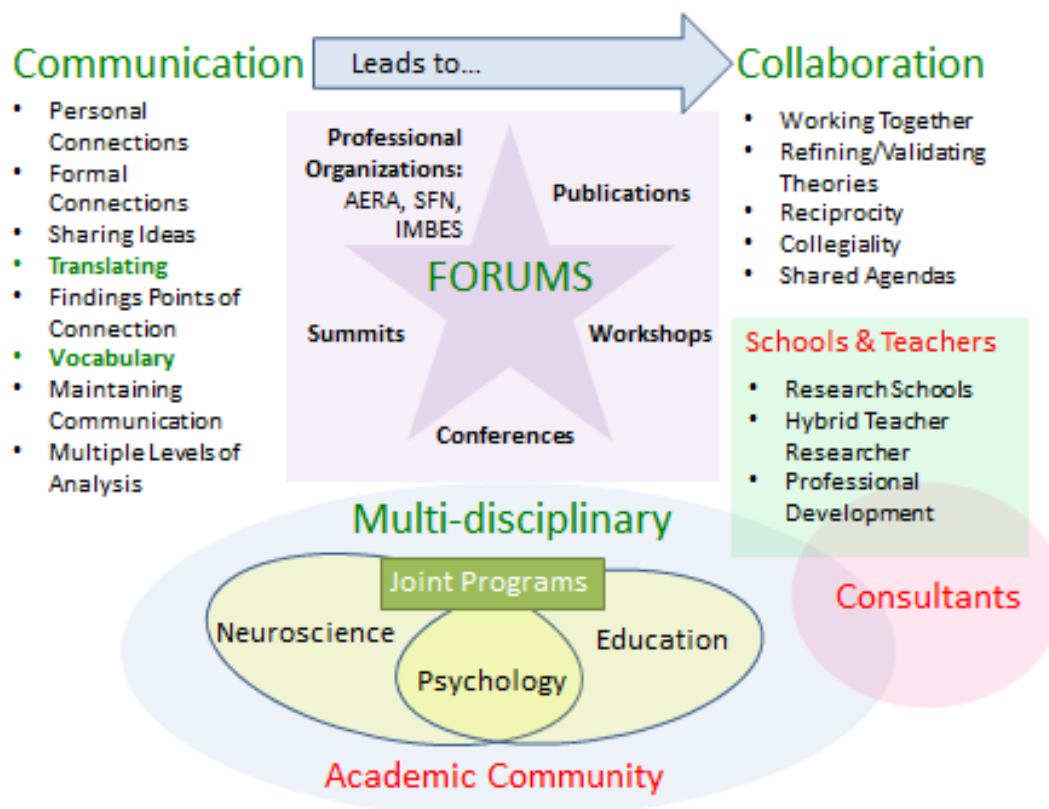 Communication
Leads to...
Collaboration
• Personal
Connections
• Formal
Connections
• Sharing Ideas
• Translating
• Findings Points of
Connection
• Vocabulary
• Maintaining
Communication
• Multiple Levels of
Analysis
Professional
Organizations:
AERA, SFN,
IMBES
Publications
FORUMS
Summits
Workshops
Conferences
• Working Together
• Refining/Validating
Theories
• Reciprocity
• Collegiality
• Shared Agendas
Schools & Teachers
• Research Schools
• Hybrid Teacher
Researcher
• Professional
Development
Consultants
Multi-disciplinary
Joint Programs
Neuroscience
Education
Psychology
Academic Community